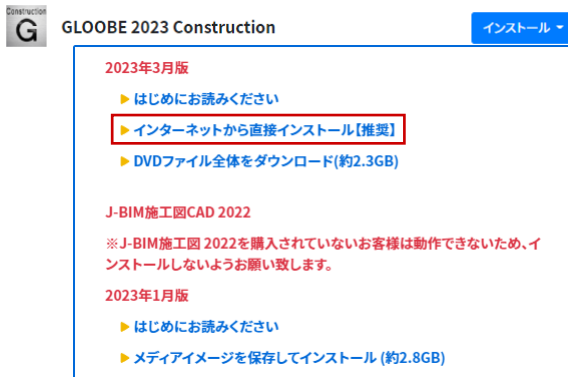 Construction
G
GLOOBE 2023 Construction
インストール
2023年3月版
はじめにお読みください
インターネットから直接インストール【推奨】
DVDファイル全体をダウンロード(約2.3GB)
J-BIM施工図CAD 2022
※J-BIM施工図 2022を購入されていないお客様は動作できないため、イ
ンストールしないようお願い致します。
2023年1月版
はじめにお読みください
メディアイメージを保存してインストール (約2.8GB)